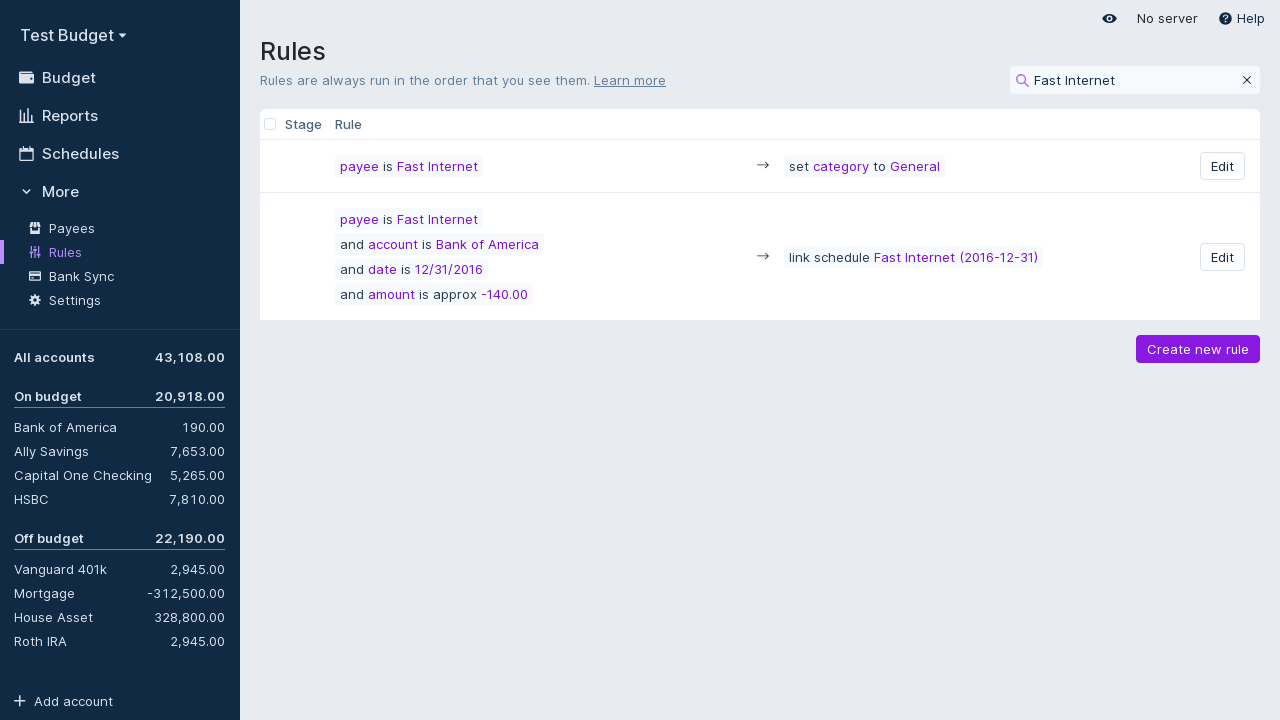 Test Budget
Budget
Reports
Schedules
More
Payees
Rules
Bank Sync
Settings
All accounts 43,108.00
On budget 20,918.00
Bank of America 190.00
Ally Savings 7,653.00
Capital One Checking 5,265.00
HSBC 7,810.00
Off budget 22,190.00
Vanguard 401k 2,945.00
Mortgage -312,500.00
House Asset 328,800.00
Roth IRA 2,945.00
Add account
No server Help
Rules
Rules are always run in the order that you see them. Learn more
Fast Internet
Stage Rule
payee is Fast Internet → set category to General Edit
payee is Fast Internet
and account is Bank of America
and date is 12/31/2016
and amount is approx -140.00
→ link schedule Fast Internet (2016-12-31) Edit
Create new rule